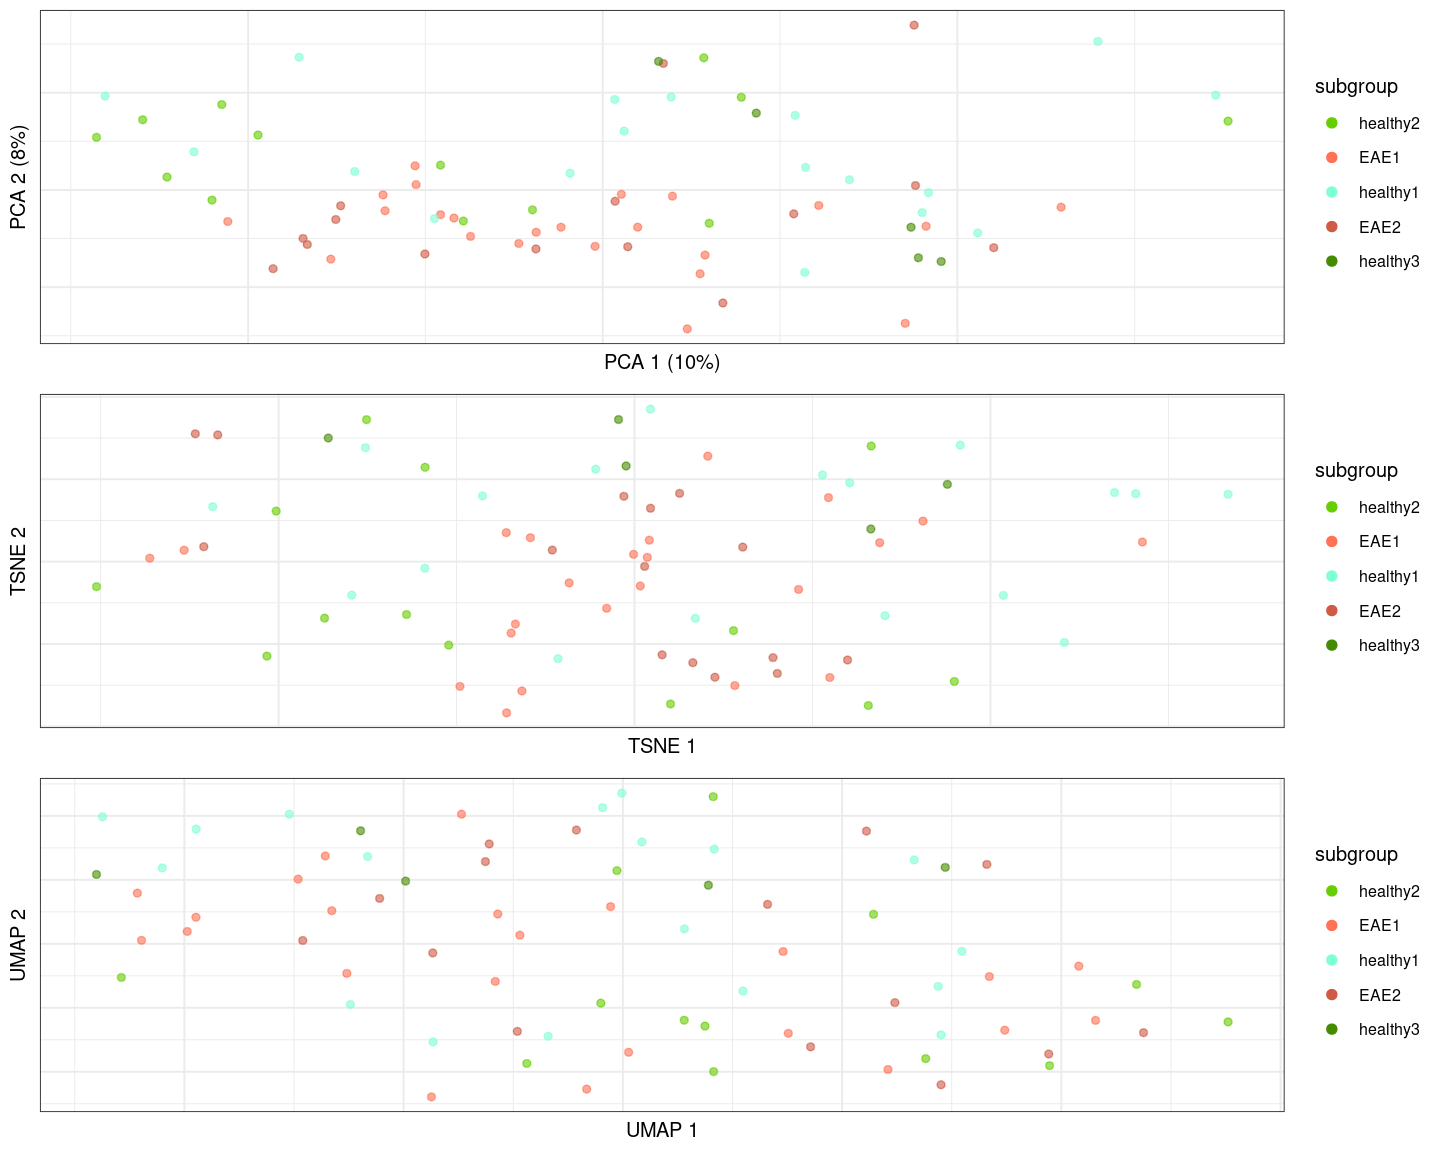 PCA 2 (8%)
PCA 1 (10%)
subgroup
healthy2
EAE1
healthy1
EAE2
healthy3
TSNE 2
TSNE 1
subgroup
healthy2
EAE1
healthy1
EAE2
healthy3
UMAP 2
UMAP 1
subgroup
healthy2
EAE1
healthy1
EAE2
healthy3